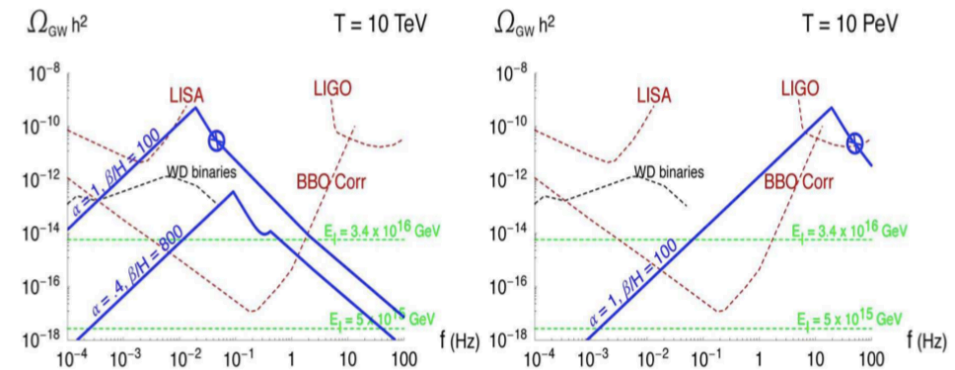 Ω_GW h² T = 10 TeV
10⁻⁸
10⁻¹⁰
10⁻¹²
10⁻¹⁴
10⁻¹⁶
10⁻¹⁸
LISA
LIGO
WD binaries
BBO Corr
α = 1, β/H = 100
α = .4, β/H = 800
E_I = 3.4 x 10¹⁶ GeV
E_I = 5 x 10¹⁵ GeV
10⁻⁴ 10⁻³ 10⁻² 10⁻¹ 1 10 100 f (Hz)
Ω_GW h² T = 10 PeV
10⁻⁸
10⁻¹⁰
10⁻¹²
10⁻¹⁴
10⁻¹⁶
10⁻¹⁸
LISA
LIGO
WD binaries
BBO Corr
α = 1, β/H = 100
E_I = 3.4 x 10¹⁶ GeV
E_I = 5 x 10¹⁵ GeV
10⁻⁴ 10⁻³ 10⁻² 10⁻¹ 1 10 100 f (Hz)